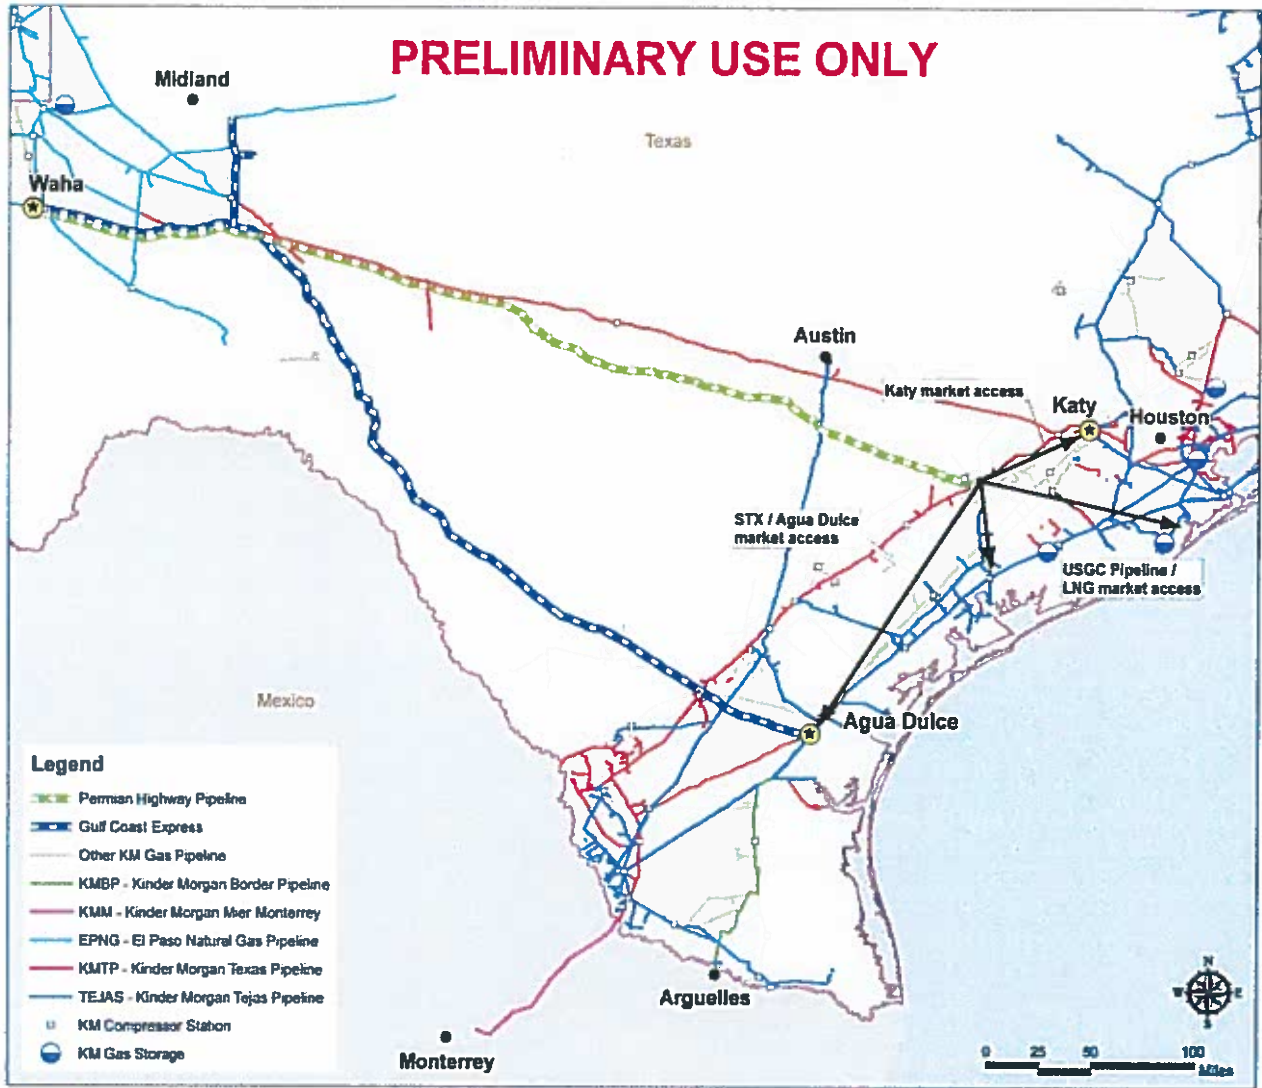 PRELIMINARY USE ONLY
Midland
Texas
Waha
Austin
Katy market access
Katy
Houston
STX / Agua Dulce
market access
USGC Pipeline /
LNG market access
Mexico
Agua Dulce
Legend
Permian Highway Pipeline
Gulf Coast Express
Other KM Gas Pipeline
KMBP - Kinder Morgan Border Pipeline
KMM - Kinder Morgan Mier Monterrey
EPNG - El Paso Natural Gas Pipeline
KMTP - Kinder Morgan Texas Pipeline
TEJAS - Kinder Morgan Tejas Pipeline
KM Compressor Station
KM Gas Storage
Arguelles
Monterrey
N
W E
S
0 25 50 100
Miles